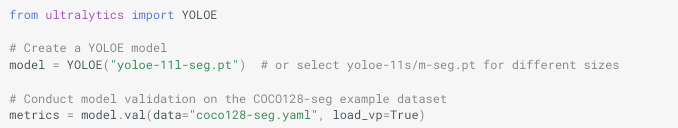 from ultralytics import YOLOE
# Create a YOLOE model
model = YOLOE("yoloe-11l-seg.pt")  # or select yoloe-11s/m-seg.pt for different sizes
# Conduct model validation on the COCO128-seg example dataset
metrics = model.val(data="coco128-seg.yaml", load_vp=True)